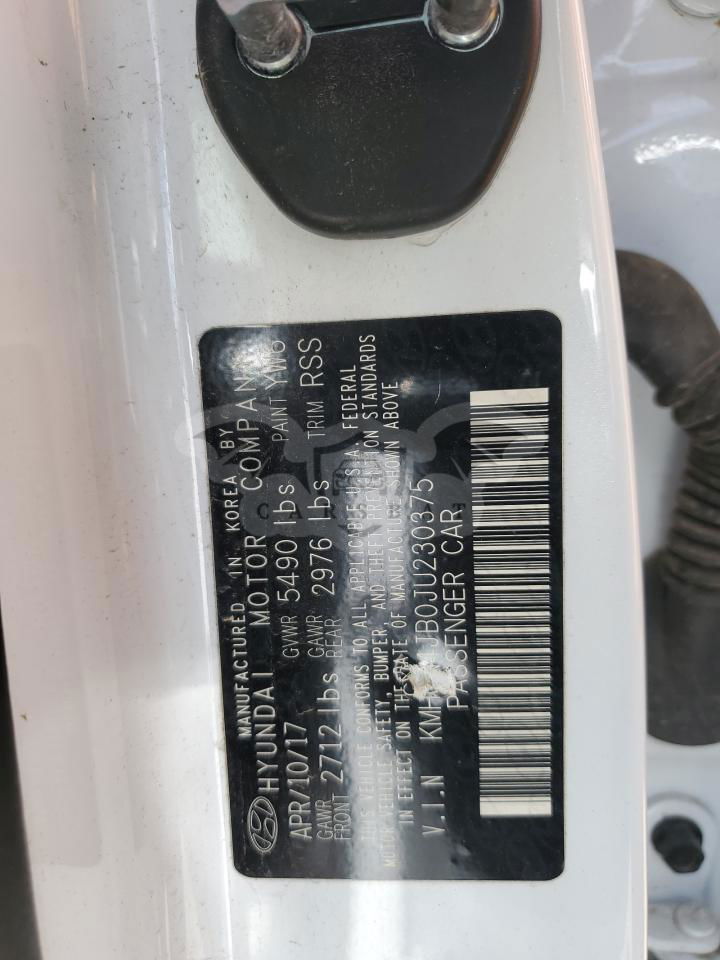 MANUFACTURED IN KOREA BY
HYUNDAI MOTOR COMPANY
APR/10/17 GVWR 5490 lbs PAINT YW6
GAWR FRONT 2712 lbs GAWR REAR 2976 lbs TRIM RSS
THIS VEHICLE CONFORMS TO ALL APPLICABLE U.S.A. FEDERAL
MOTOR VEHICLE SAFETY, BUMPER, AND THEFT PREVENTION STANDARDS
IN EFFECT ON THE DATE OF MANUFACTURE SHOWN ABOVE
V.I.N
PASSENGER CAR